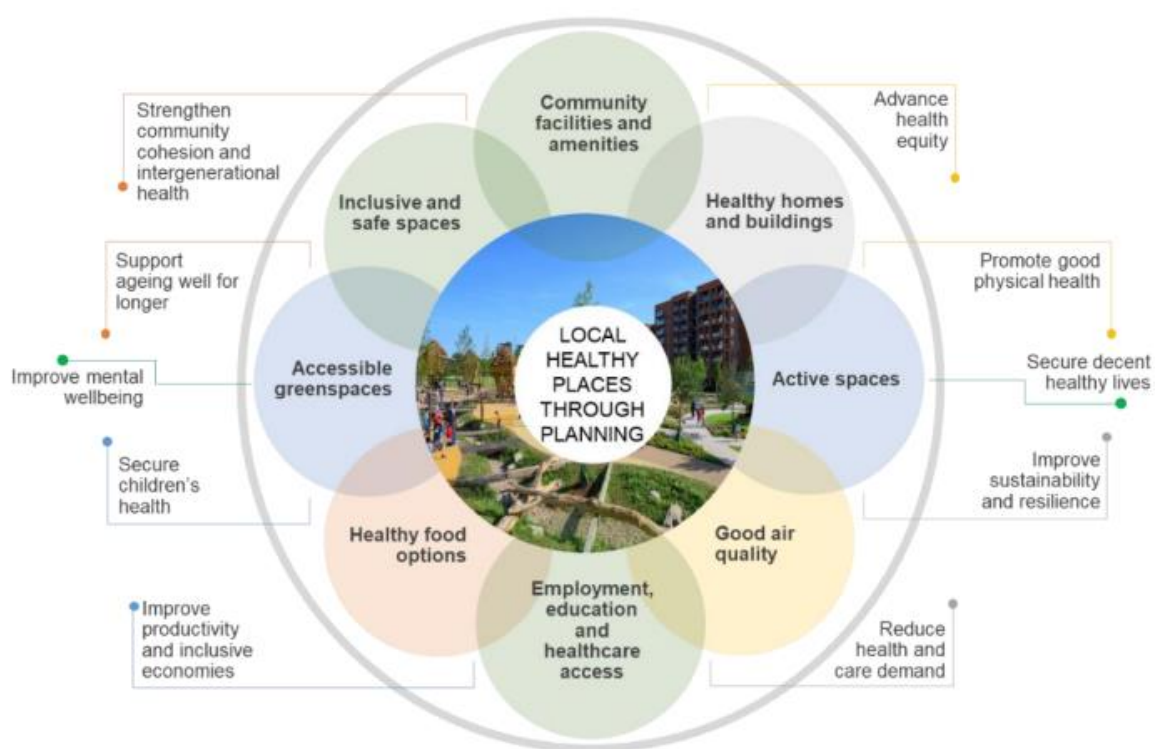 Community
facilities and
amenities
Healthy homes
and buildings
Active spaces
Good air
quality
Employment,
education
and
healthcare
access
Healthy food
options
Accessible
greenspaces
Inclusive and
safe spaces
LOCAL
HEALTHY
PLACES
THROUGH
PLANNING
Strengthen
community
cohesion and
intergenerational
health
Support
ageing well for
longer
Improve mental
wellbeing
Secure
children's
health
Improve
productivity
and inclusive
economies
Advance
health
equity
Promote good
physical health
Secure decent
healthy lives
Improve
sustainability
and resilience
Reduce
health and
care demand